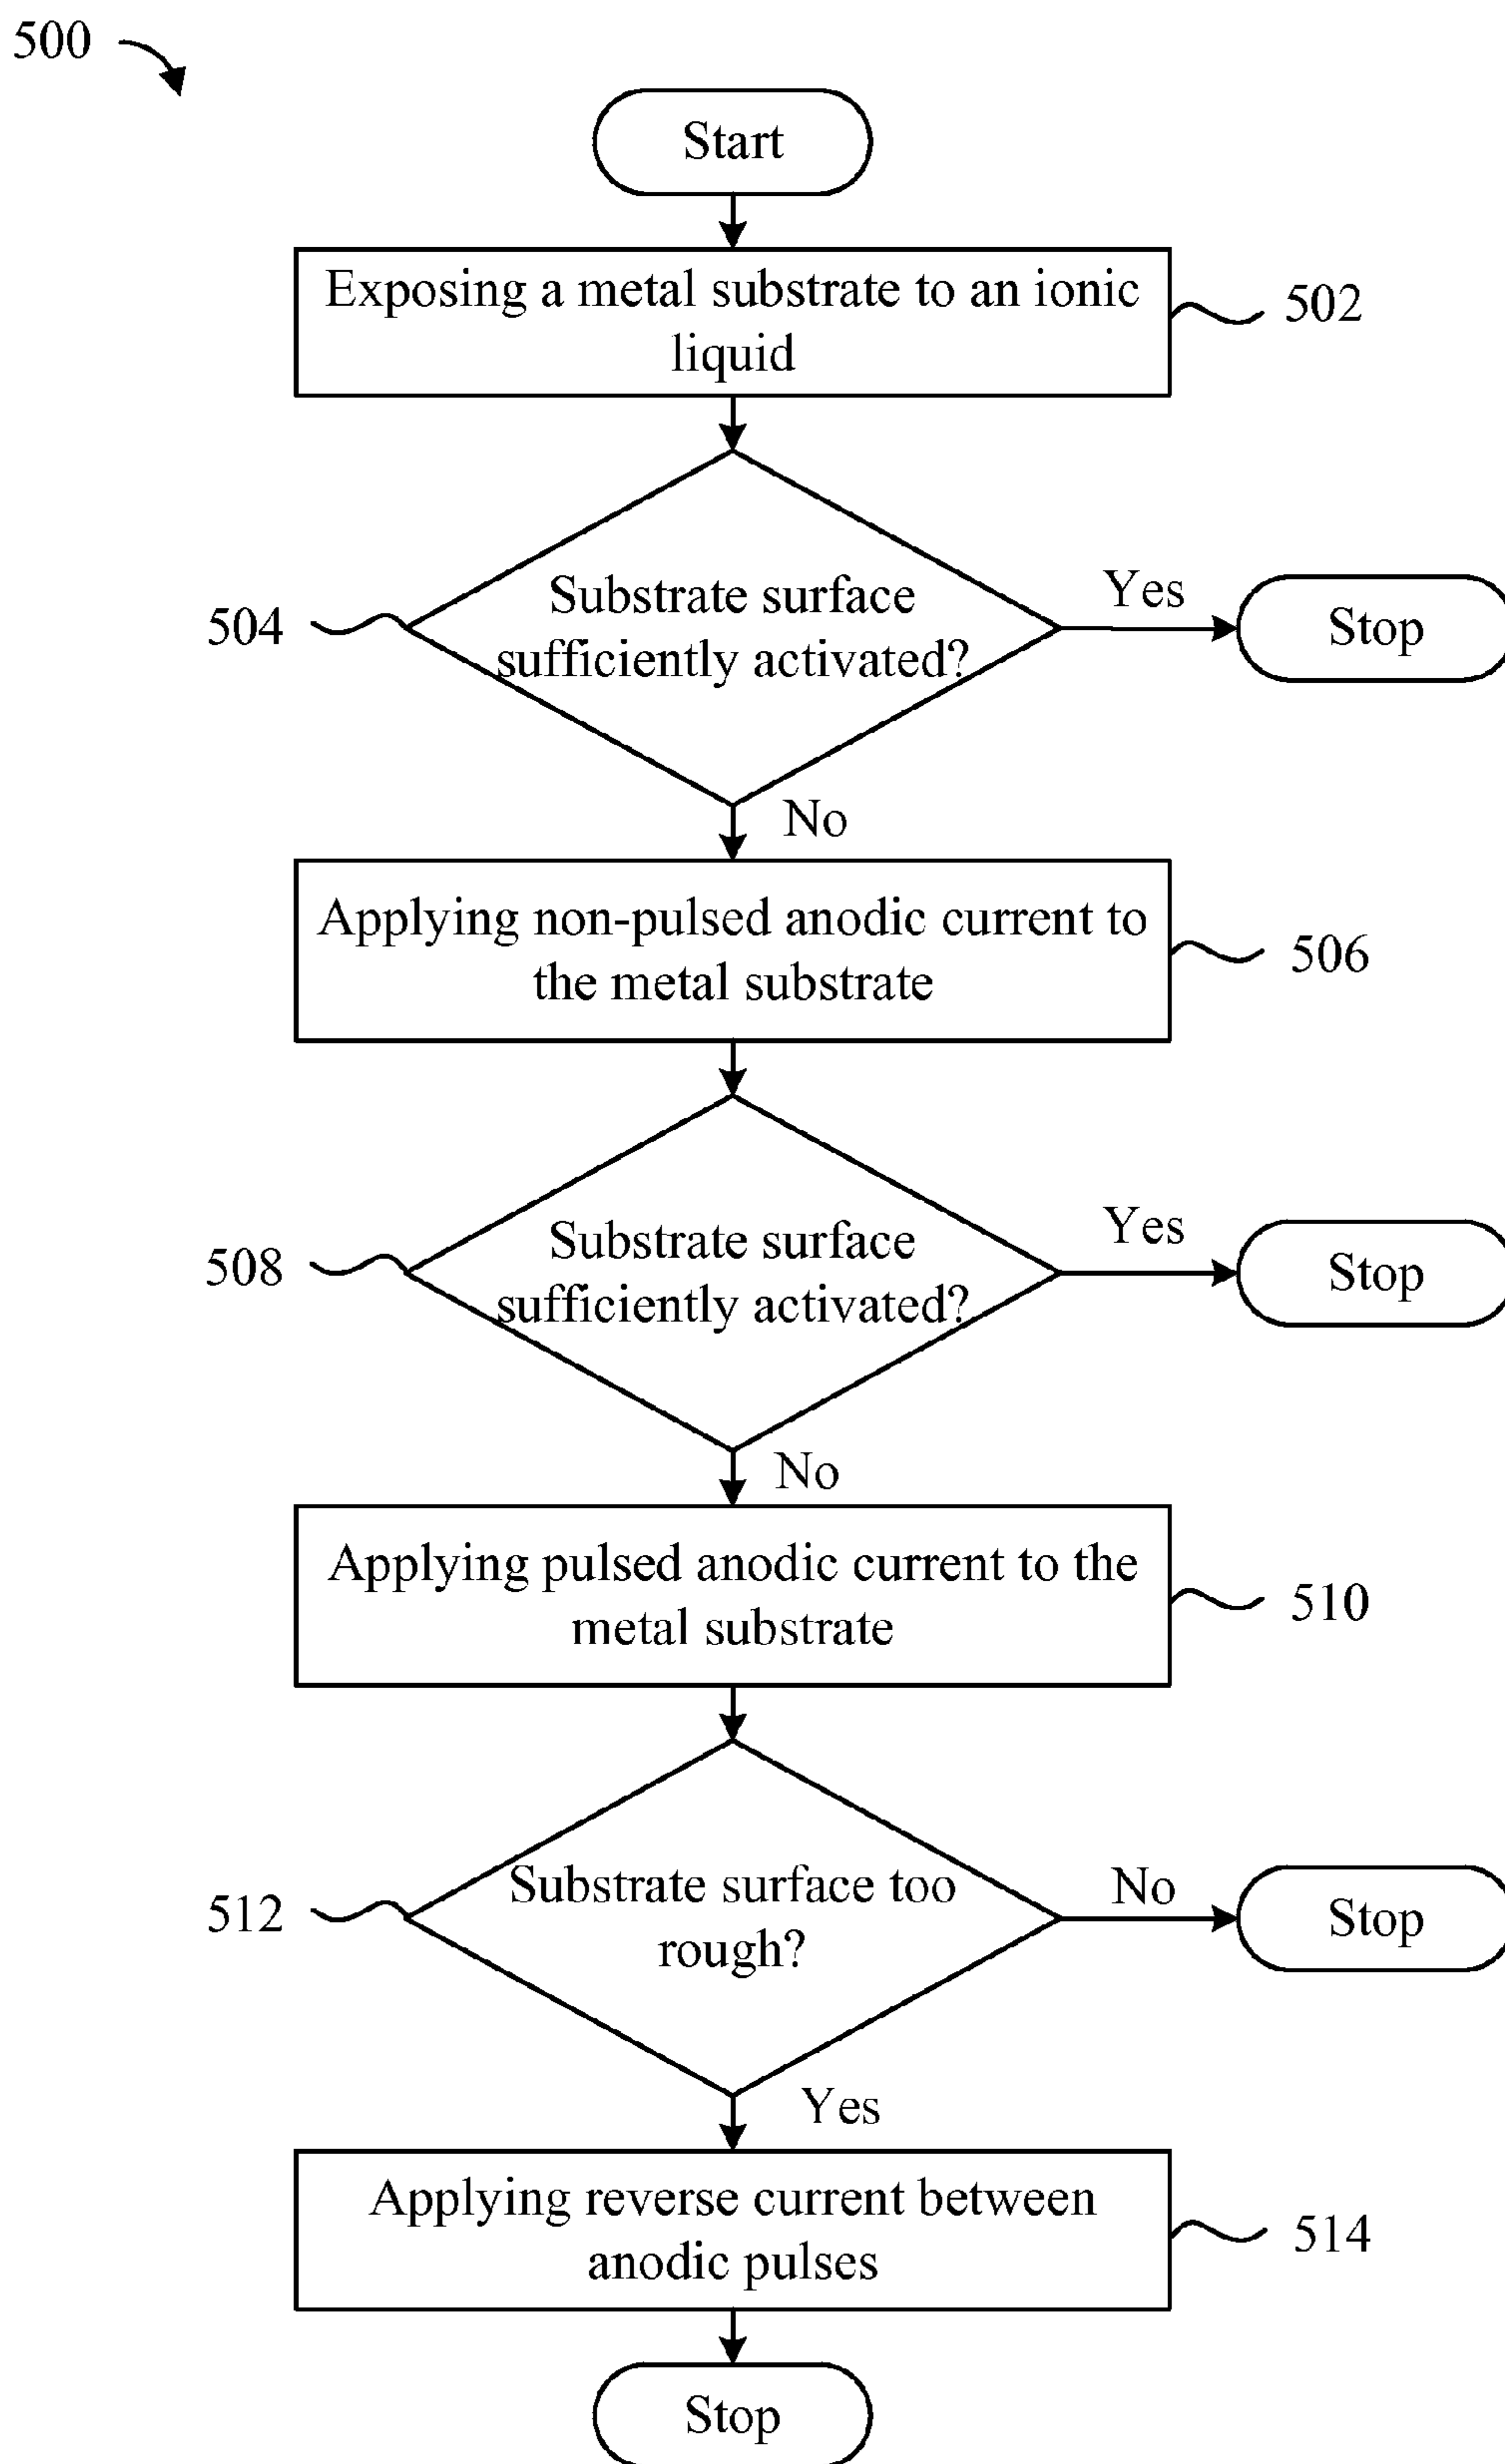 500
Start
Exposing a metal substrate to an ionic
liquid
502
Substrate surface
sufficiently activated?
504
Yes
Stop
No
Applying non-pulsed anodic current to
the metal substrate
506
Substrate surface
sufficiently activated?
508
Yes
Stop
No
Applying pulsed anodic current to the
metal substrate
510
Substrate surface too
rough?
512
No
Stop
Yes
Applying reverse current between
anodic pulses
514
Stop